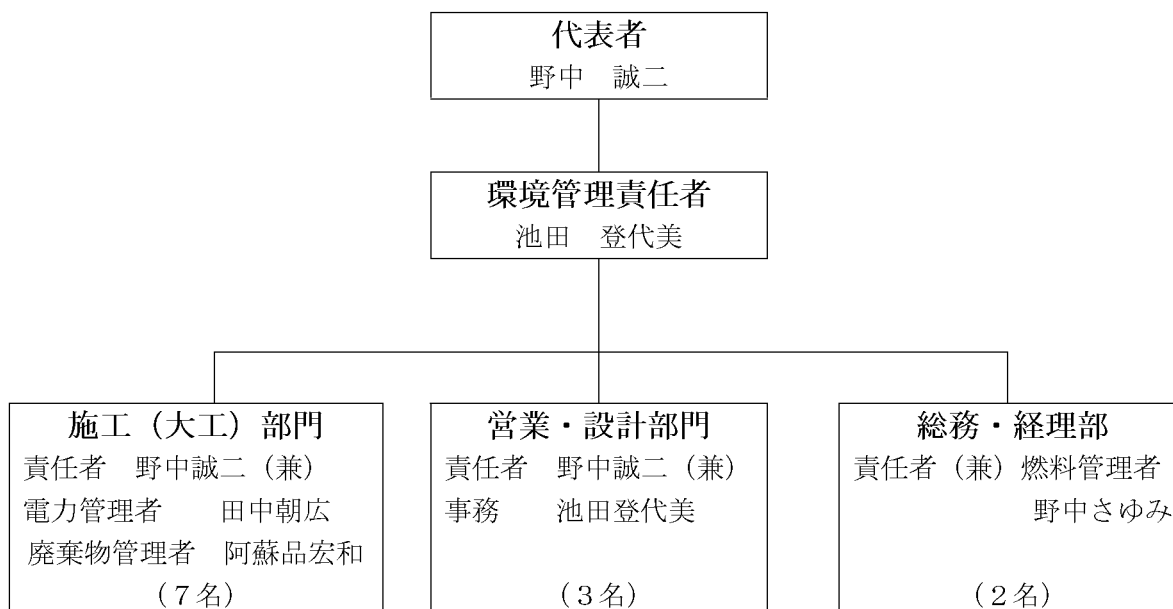 代表者
野中　誠二
環境管理責任者
池田　登代美
施工（大工）部門
責任者　野中誠二（兼）
電力管理者　　田中朝広
廃棄物管理者　阿蘇品宏和
（７名）
営業・設計部門
責任者　野中誠二（兼）
事務　　池田登代美
（３名）
総務・経理部
責任者（兼）燃料管理者
野中さゆみ
（２名）